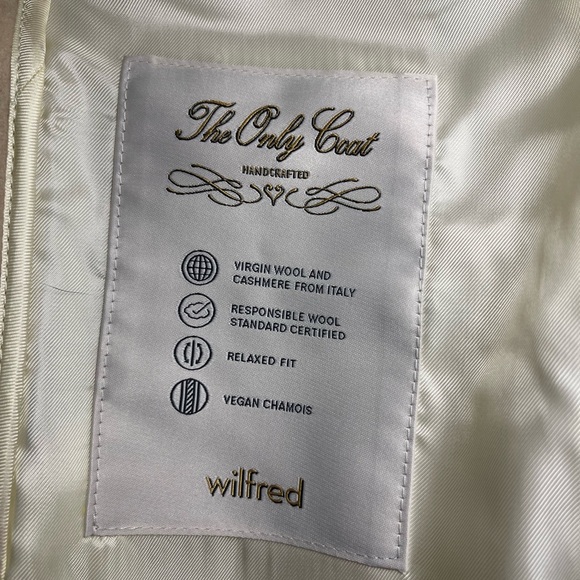 The Only Coat
HANDCRAFTED
VIRGIN WOOL AND
CASHMERE FROM ITALY
RESPONSIBLE WOOL
STANDARD CERTIFIED
RELAXED FIT
VEGAN CHAMOIS
wilfred